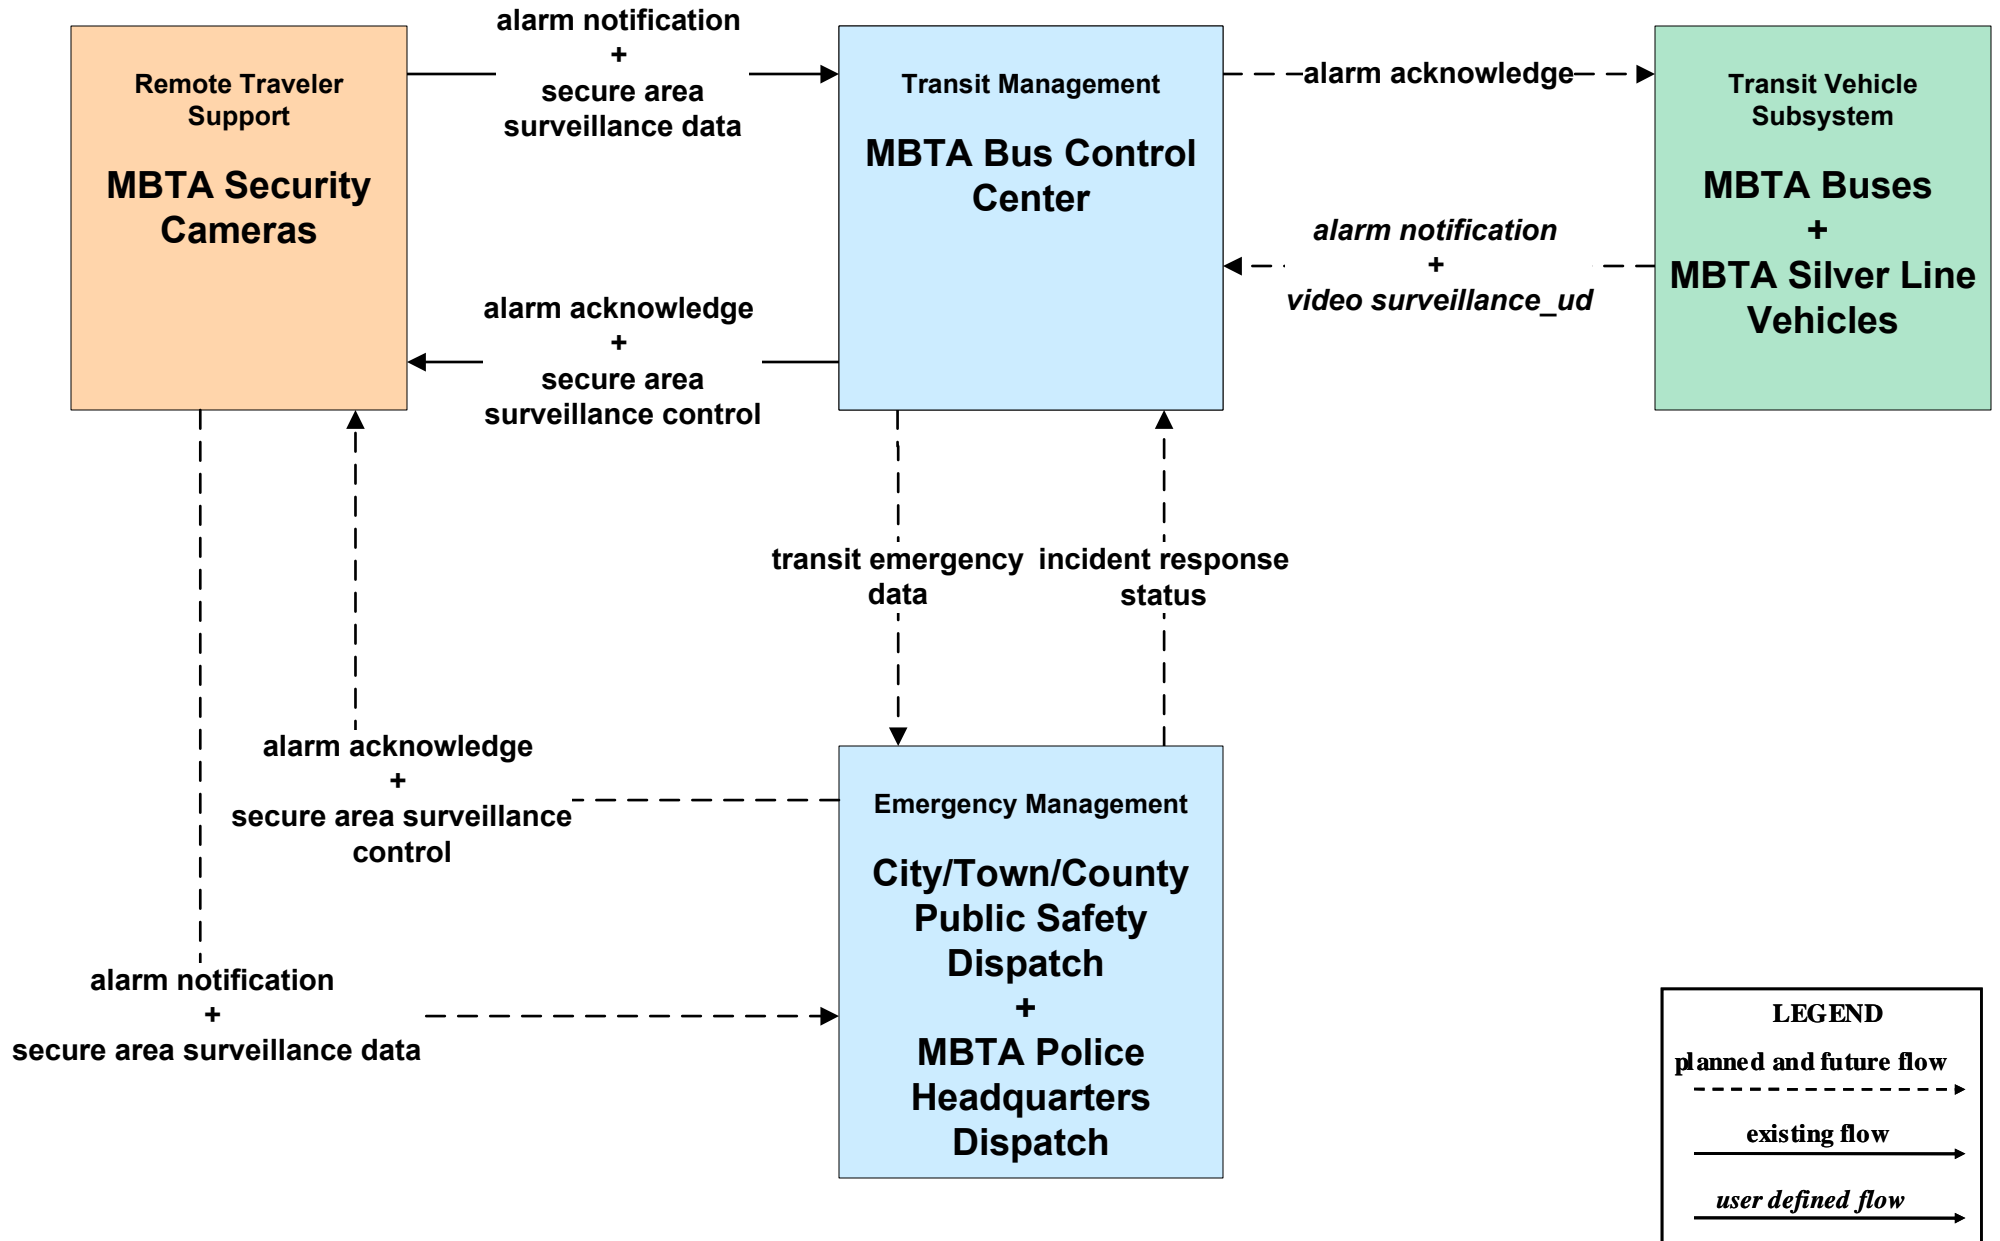 Remote Traveler
Support
MBTA Security
Cameras
alarm notification
+
secure area
surveillance data
Transit Management
MBTA Bus Control
Center
alarm acknowledge
Transit Vehicle
Subsystem
MBTA Buses
+
MBTA Silver Line
Vehicles
alarm notification
+
video surveillance_ud
alarm acknowledge
+
secure area
surveillance control
transit emergency
data
incident response
status
alarm acknowledge
+
secure area surveillance
control
alarm notification
+
secure area surveillance data
Emergency Management
City/Town/County
Public Safety
Dispatch
+
MBTA Police
Headquarters
Dispatch
LEGEND
planned and future flow
existing flow
user defined flow